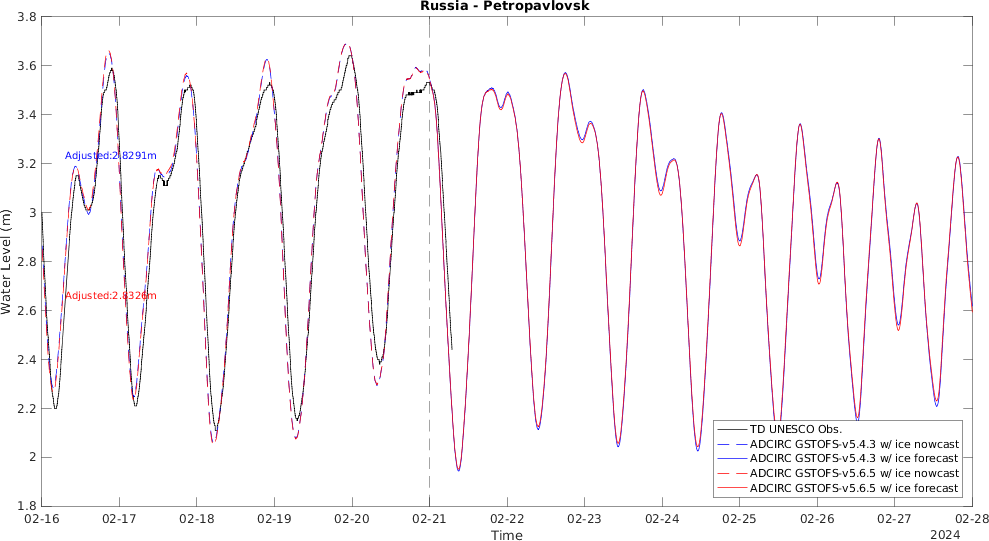 Russia - Petropavlovsk
3.8
3.6
3.4
3.2
3
2.8
2.6
2.4
2.2
2
1.8
Water Level (m)
Adjusted:2.8291m
Adjusted:2.8326m
TD UNESCO Obs.
ADCIRC GSTOFS-v5.4.3 w/ ice nowcast
ADCIRC GSTOFS-v5.4.3 w/ ice forecast
ADCIRC GSTOFS-v5.6.5 w/ ice nowcast
ADCIRC GSTOFS-v5.6.5 w/ ice forecast
02-16 02-17 02-18 02-19 02-20 02-21 02-22 02-23 02-24 02-25 02-26 02-27 02-28
Time
2024